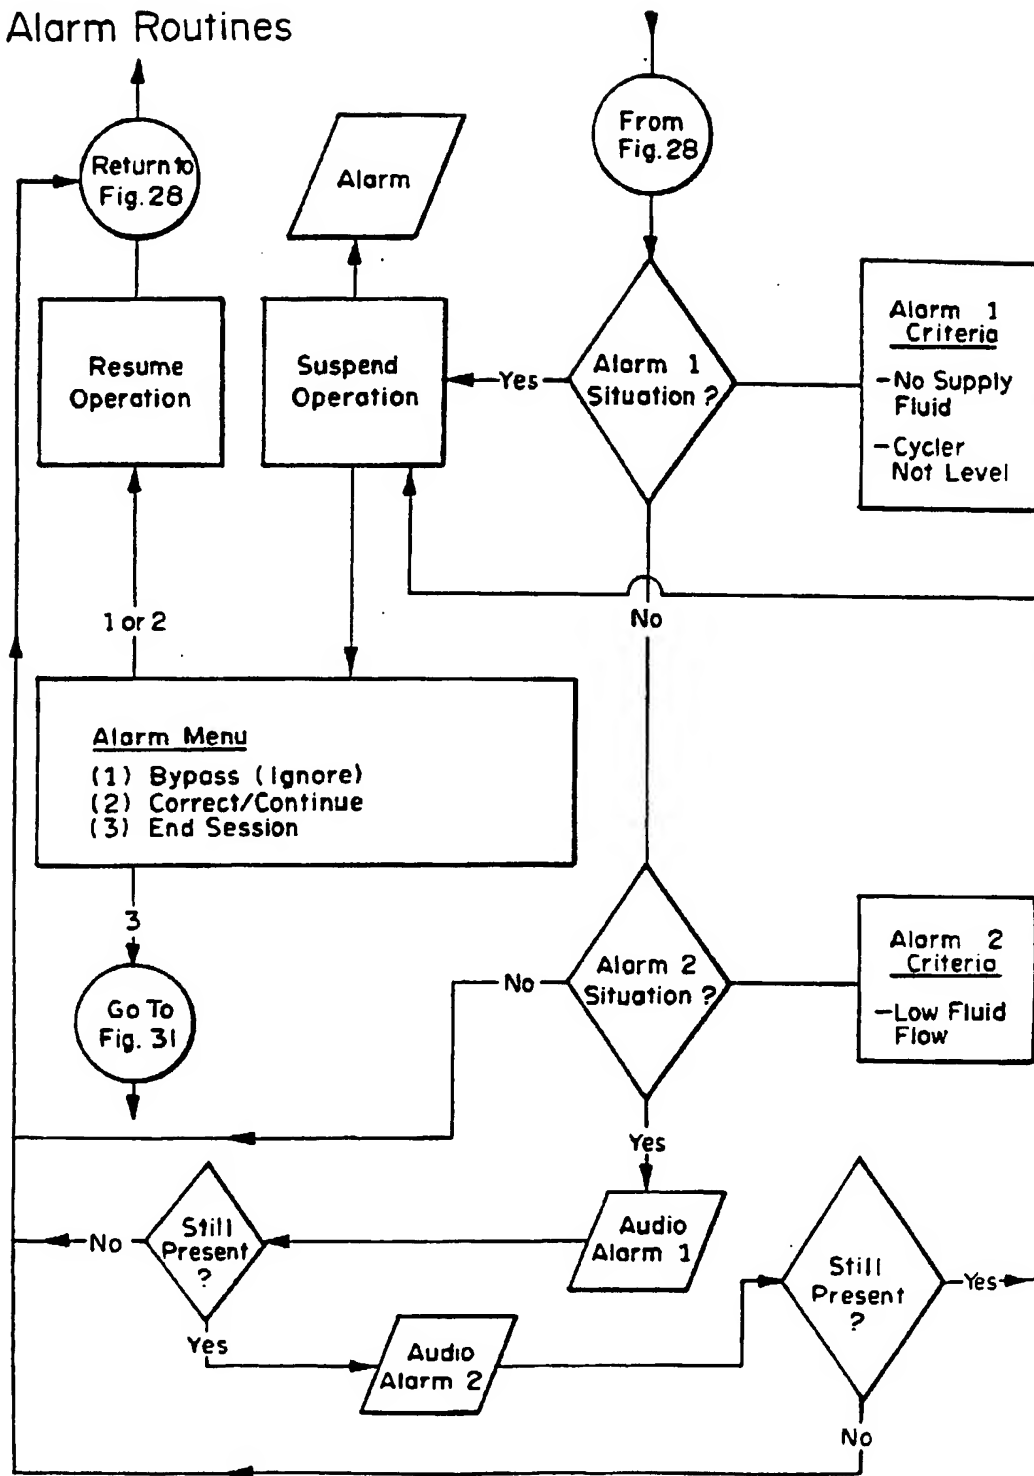 Alarm Routines
From
Fig. 28
Return to
Fig. 28
Alarm
Resume
Operation
Suspend
Operation
Yes
Alarm 1
Situation ?
Alarm 1
Criteria
- No Supply
Fluid
- Cycler
Not Level
No
1 or 2
Alarm Menu
(1) Bypass (Ignore)
(2) Correct/Continue
(3) End Session
3
Go To
Fig. 31
No
Alarm 2
Situation ?
Alarm 2
Criteria
- Low Fluid
Flow
Yes
Audio
Alarm 1
No
Still
Present
?
Yes
Audio
Alarm 2
Still
Present
?
Yes
No